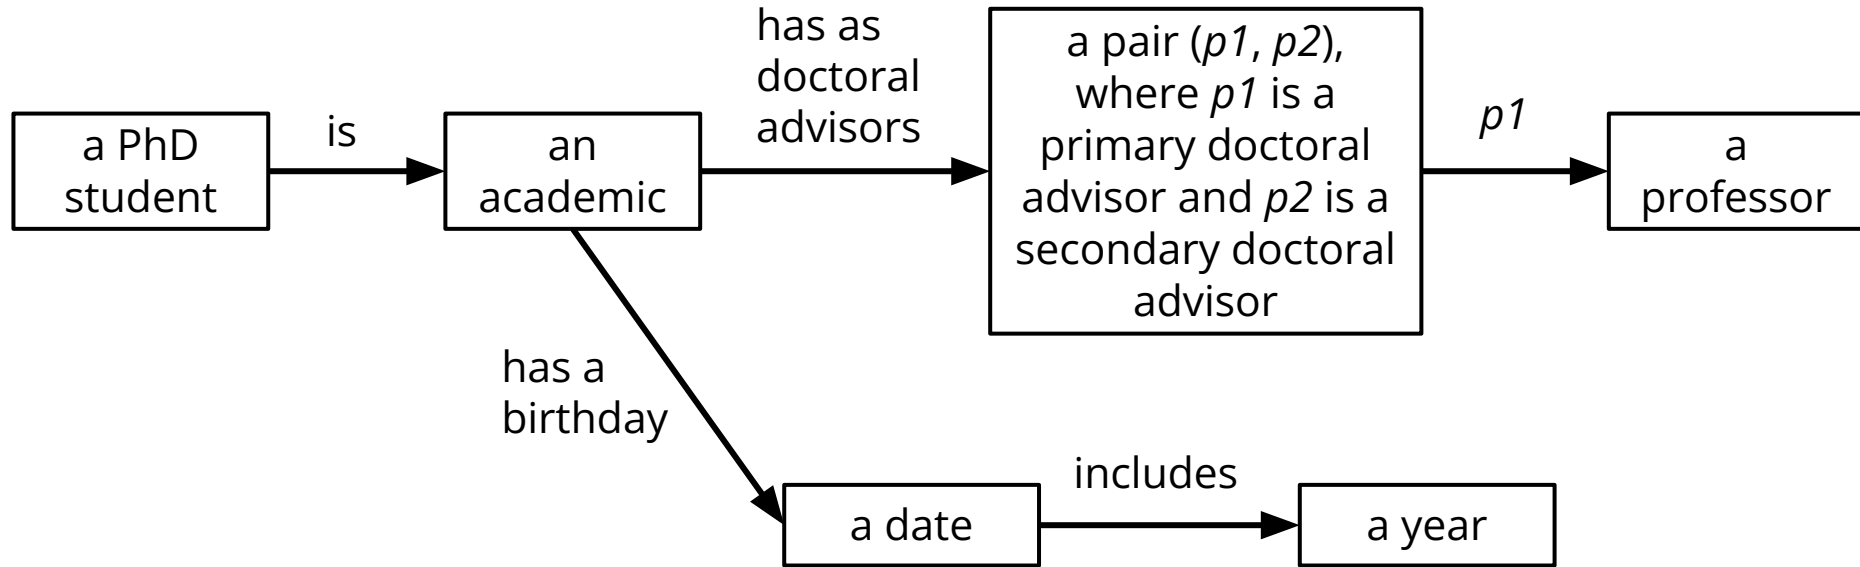 has as
doctoral
advisors
a pair (p1, p2),
where p1 is a
primary doctoral
advisor and p2 is a
secondary doctoral
advisor
a PhD
student
is
an
academic
p1
a
professor
has a
birthday
includes
a date
a year